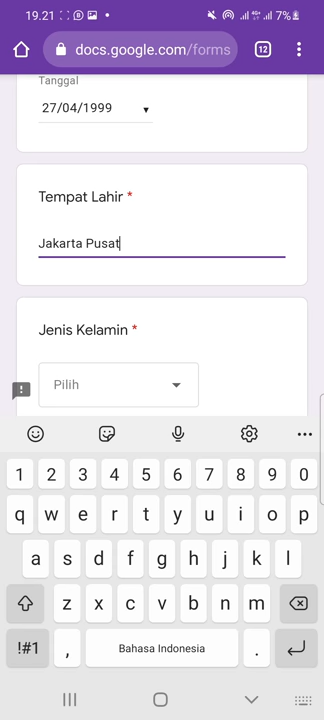 19.21
4G+
7%
docs.google.com/forms
12
Tanggal
27/04/1999
Tempat Lahir *
Jakarta Pusat
Jenis Kelamin *
Pilih
1 2 3 4 5 6 7 8 9 0
q w e r t y u i o p
a s d f g h j k l
z x c v b n m
!#1 , Bahasa Indonesia .